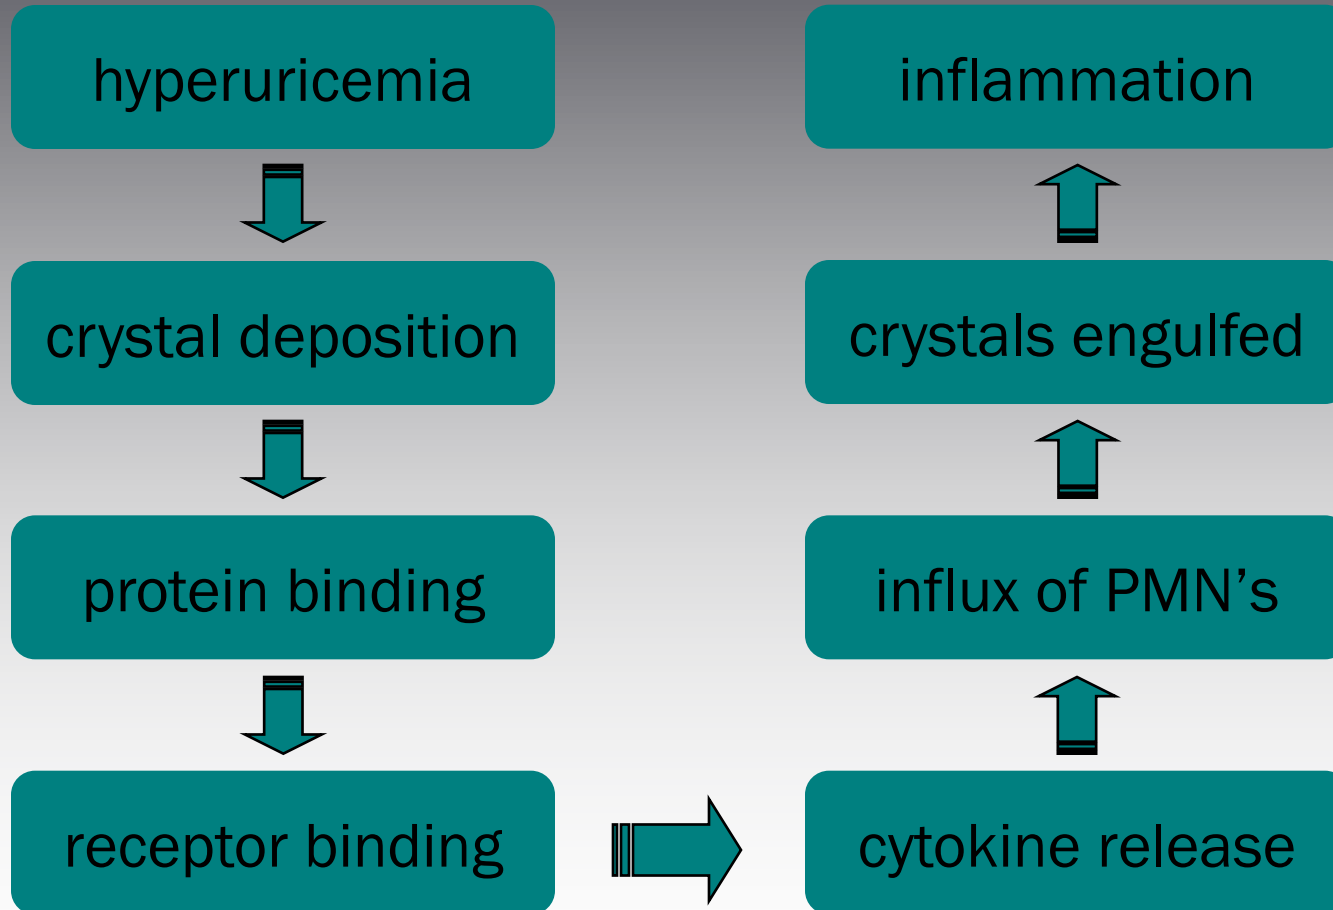 hyperuricemia
crystal deposition
protein binding
receptor binding
cytokine release
influx of PMN’s
crystals engulfed
inflammation